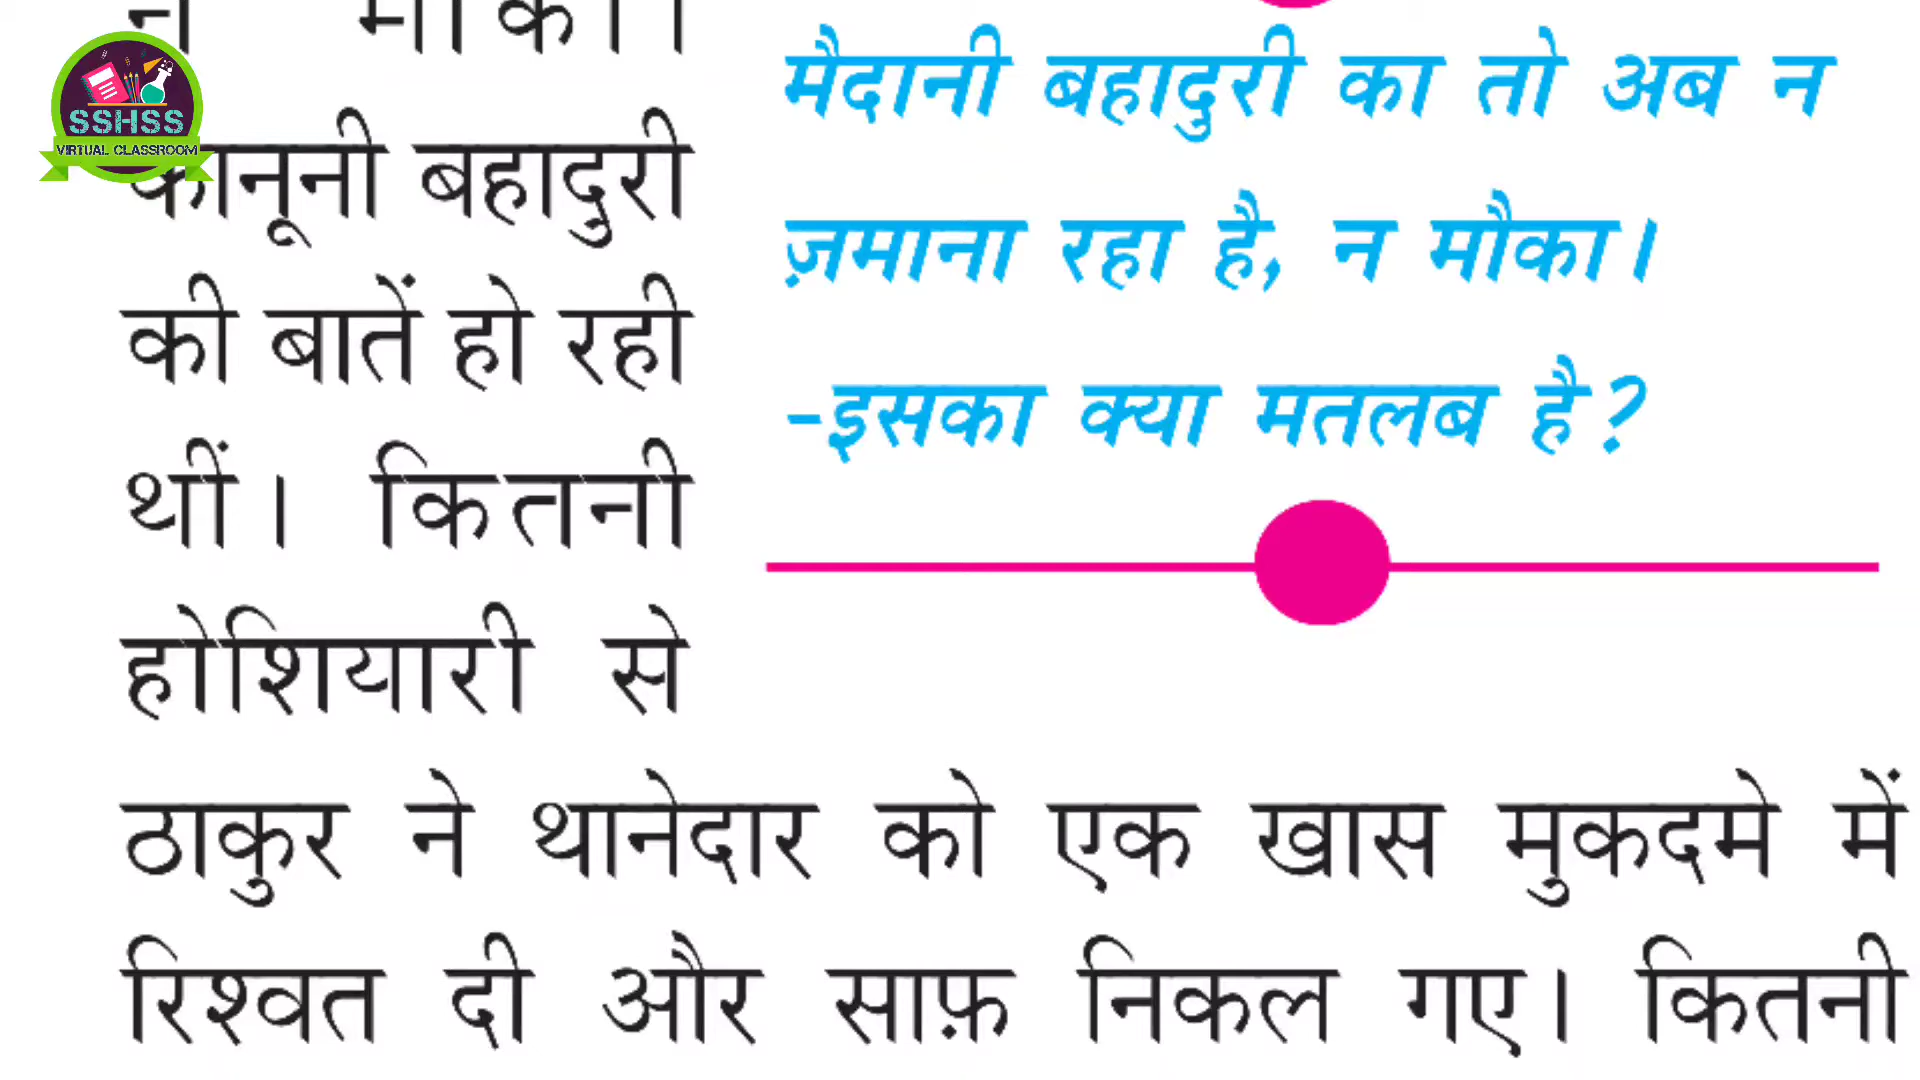 न मौका।
कानूनी बहादुरी
की बातें हो रही
थीं। कितनी
होशियारी से
ठाकुर ने थानेदार को एक खास मुकदमे में
रिश्वत दी और साफ़ निकल गए। कितनी
मैदानी बहादुरी का तो अब न
ज़माना रहा है, न मौका।
-इसका क्या मतलब है?
SSHSS
VIRTUAL CLASSROOM